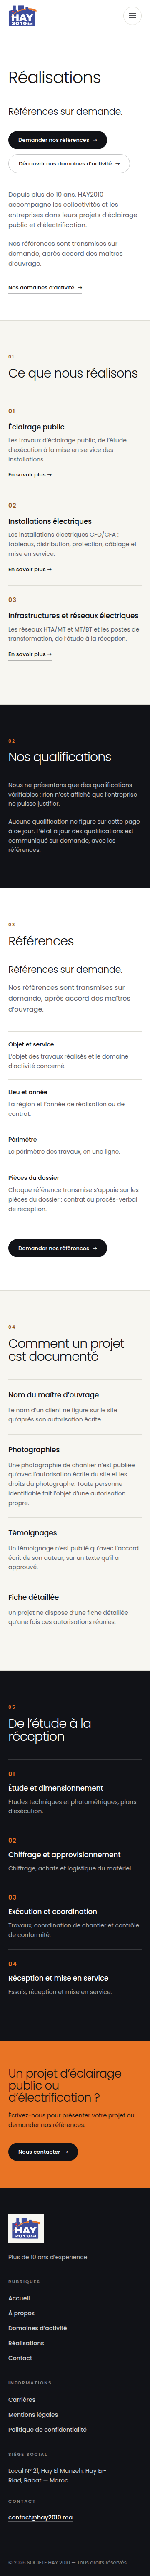 HAY
2010.inc
Réalisations
Références sur demande.
Demander nos références →
Découvrir nos domaines d'activité →
Depuis plus de 10 ans, HAY2010
accompagne les collectivités et les
entreprises dans leurs projets d'éclairage
public et d'électrification.
Nos références sont transmises sur
demande, après accord des maîtres
d'ouvrage.
Nos domaines d'activité →
01
Ce que nous réalisons
01
Éclairage public
Les travaux d'éclairage public, de l'étude
d'exécution à la mise en service des
installations.
En savoir plus →
02
Installations électriques
Les installations électriques CFO/CFA :
tableaux, distribution, protection, câblage et
mise en service.
En savoir plus →
03
Infrastructures et réseaux électriques
Les réseaux HTA/MT et MT/BT et les postes de
transformation, de l'étude à la réception.
En savoir plus →
02
Nos qualifications
Nous ne présentons que des qualifications
vérifiables : rien n'est affiché que l'entreprise
ne puisse justifier.
Aucune qualification ne figure sur cette page
à ce jour. L'état à jour des qualifications est
communiqué sur demande, avec les
références.
03
Références
Références sur demande.
Nos références sont transmises sur
demande, après accord des maîtres
d'ouvrage.
Objet et service
L'objet des travaux réalisés et le domaine
d'activité concerné.
Lieu et année
La région et l'année de réalisation ou de
contrat.
Périmètre
Le périmètre des travaux, en une ligne.
Pièces du dossier
Chaque référence transmise s'appuie sur les
pièces du dossier : contrat ou procès-verbal
de réception.
Demander nos références →
04
Comment un projet
est documenté
Nom du maître d'ouvrage
Le nom d'un client ne figure sur le site
qu'après son autorisation écrite.
Photographies
Une photographie de chantier n'est publiée
qu'avec l'autorisation écrite du site et les
droits du photographe. Toute personne
identifiable fait l'objet d'une autorisation
propre.
Témoignages
Un témoignage n'est publié qu'avec l'accord
écrit de son auteur, sur un texte qu'il a
approuvé.
Fiche détaillée
Un projet ne dispose d'une fiche détaillée
qu'une fois ces autorisations réunies.
05
De l'étude à la
réception
01
Étude et dimensionnement
Études techniques et photométriques, plans
d'exécution.
02
Chiffrage et approvisionnement
Chiffrage, achats et logistique du matériel.
03
Exécution et coordination
Travaux, coordination de chantier et contrôle
de conformité.
04
Réception et mise en service
Essais, réception et mise en service.
Un projet d'éclairage
public ou
d'électrification ?
Écrivez-nous pour présenter votre projet ou
demander nos références.
Nous contacter →
HAY
Plus de 10 ans d'expérience
RUBRIQUES
Accueil
À propos
Domaines d'activité
Réalisations
Contact
INFORMATIONS
Carrières
Mentions légales
Politique de confidentialité
SIÈGE SOCIAL
Local N° 21, Hay El Manzeh, Hay Er-
Riad, Rabat — Maroc
CONTACT
contact@hay2010.ma
© 2026 SOCIETE HAY 2010 — Tous droits réservés